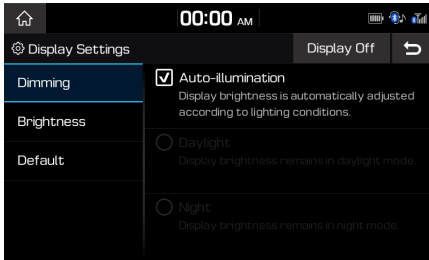 00:00 AM
Display Settings
Display Off
Dimming
Auto-illumination
Display brightness is automatically adjusted
according to lighting conditions.
Brightness
Daylight
Display brightness remains in daylight mode.
Default
Night
Display brightness remains in night mode.